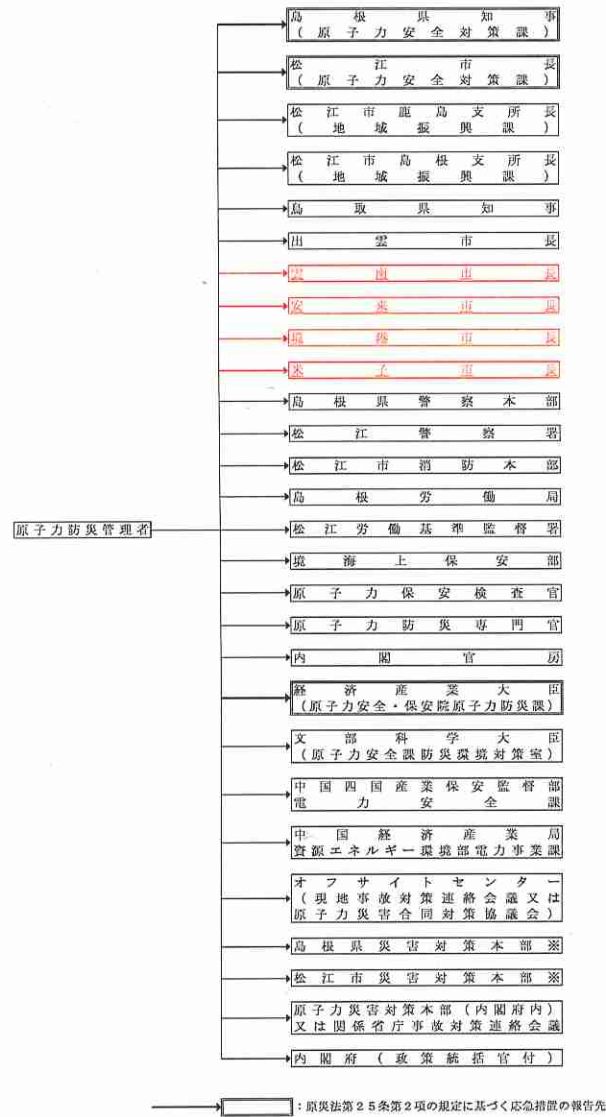 島根県知事
(原子力安全対策課)
松江市長
(原子力安全対策課)
松江市鹿島支所長
(地域振興課)
松江市島根支所長
(地域振興課)
鳥取県知事
出雲市長
雲南市長
安来市長
境港市長
米子市長
島根県警察本部
松江警察署
松江市消防本部
島根労働局
原子力防災管理者
松江労働基準監督署
境海上保安部
原子力保安検査官
原子力防災専門官
内閣官房
経済産業大臣
(原子力安全・保安院原子力防災課)
文部科学大臣
(原子力安全課防災環境対策室)
中国四国産業保安監督部
電力安全課
中国経済産業局
資源エネルギー環境部電力事業課
オフサイトセンター
(現地事故対策連絡会議又は
原子力災害合同対策協議会)
島根県災害対策本部※
松江市災害対策本部※
原子力災害対策本部(内閣府内)
又は関係省庁事故対策連絡会議
内閣府(政策統括官付)
:原災法第25条第2項の規定に基づく応急措置の報告先